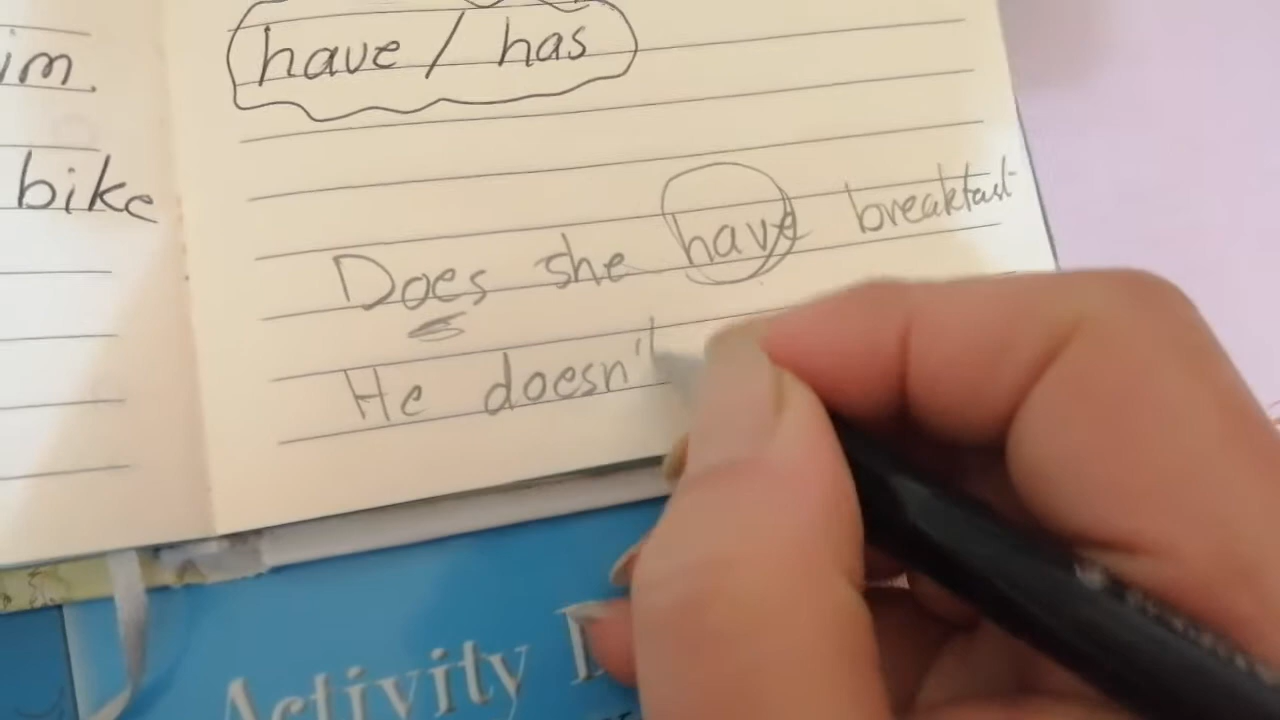 im.
bike
have / has
Does she have breakfast
He doesn't
Activity